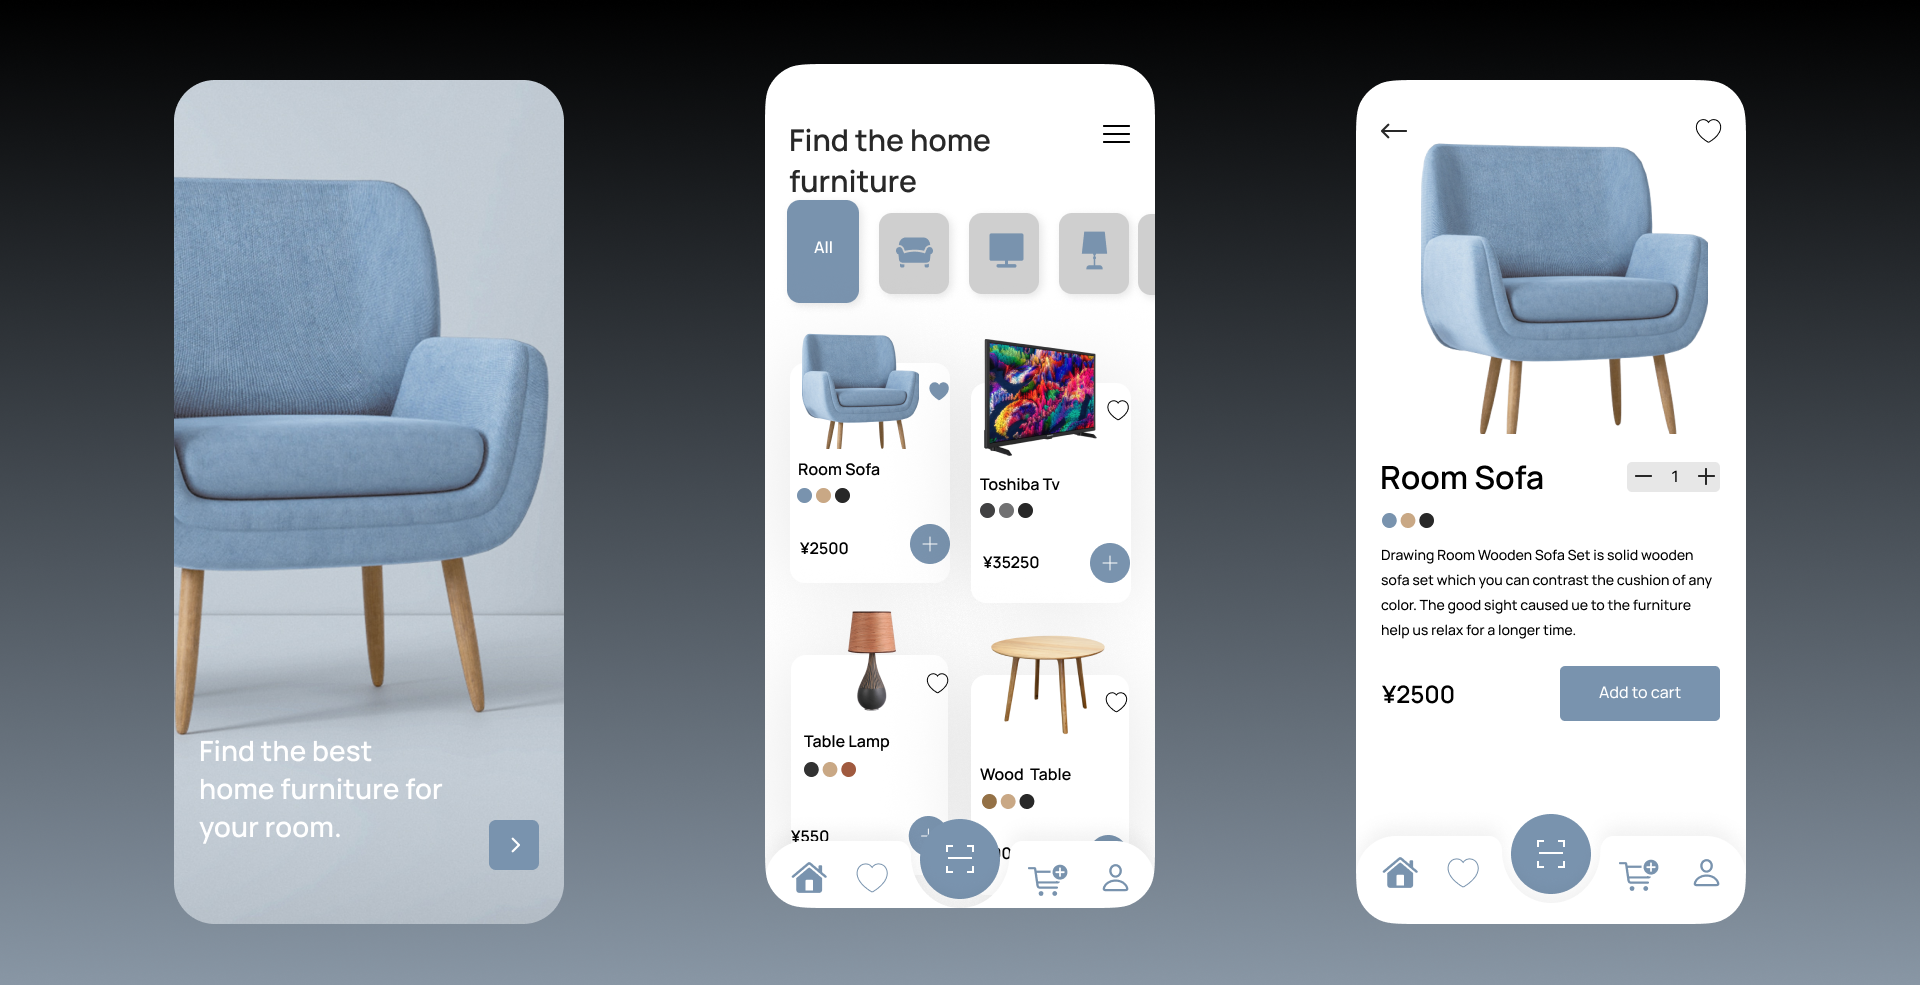 Find the best
home furniture for
your room.
Find the home
furniture
All
Room Sofa
¥2500
Toshiba Tv
¥35250
Table Lamp
¥550
Wood Table
Room Sofa
1
Drawing Room Wooden Sofa Set is solid wooden
sofa set which you can contrast the cushion of any
color. The good sight caused ue to the furniture
help us relax for a longer time.
¥2500
Add to cart